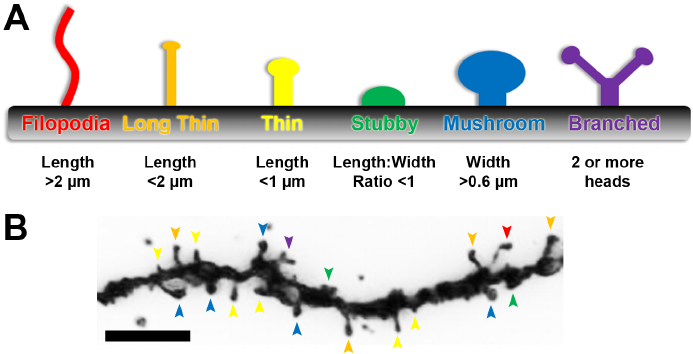 A
Filopodia Long Thin Thin Stubby Mushroom Branched
Length Length Length Length:Width Width 2 or more
>2 µm <2 µm <1 µm Ratio <1 >0.6 µm heads
B